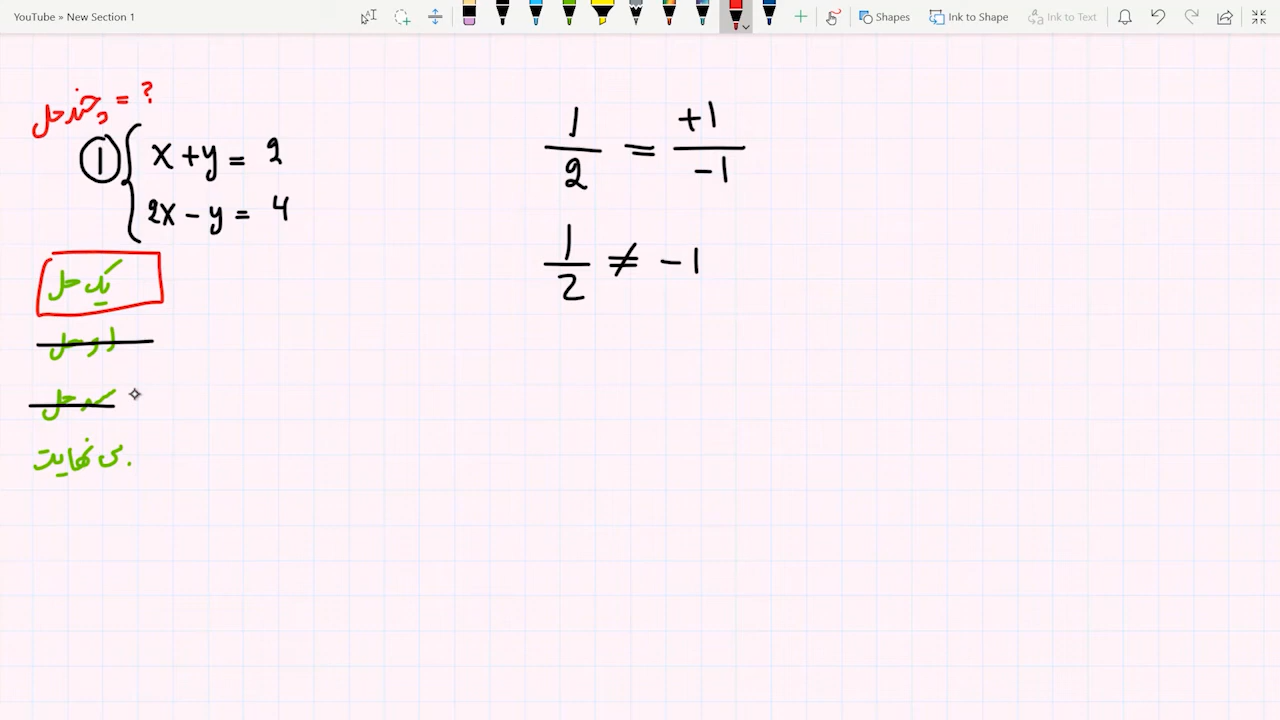 YouTube » New Section 1
Shapes
Ink to Shape
Ink to Text
چند حل = ?
1
x + y = 2
2x - y = 4
یک حل
دو حل
سه حل
بی نهایت
1/2 = +1/-1
1/2 ≠ -1